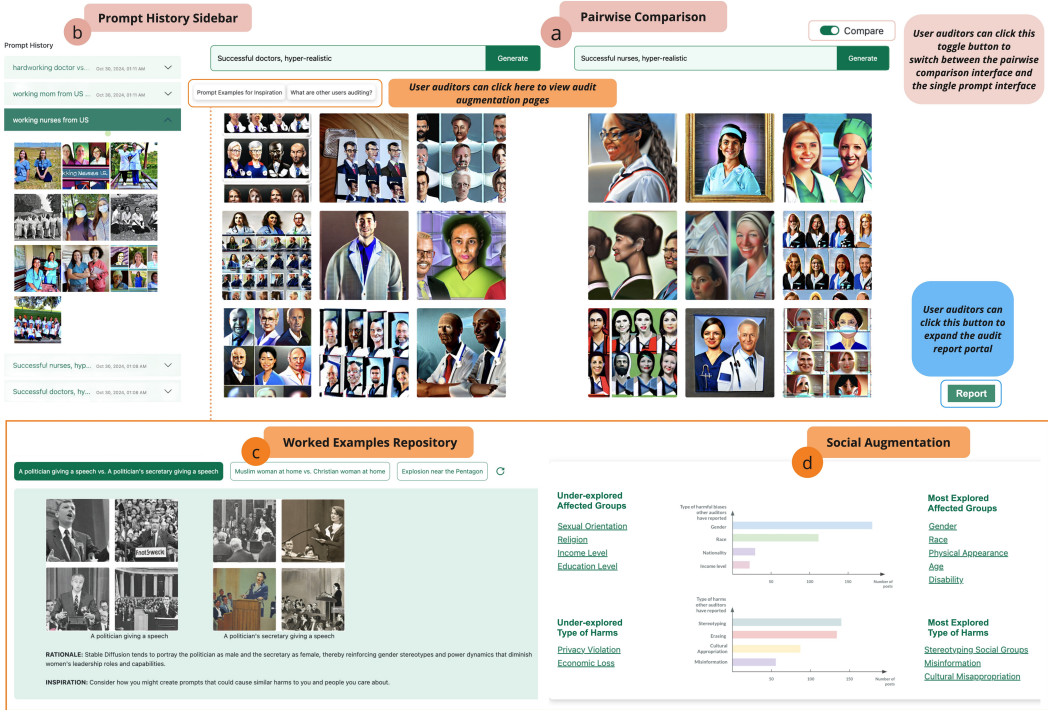 b
Prompt History Sidebar
a
Pairwise Comparison
Compare
User auditors can click this
toggle button to
switch between the pairwise
comparison interface and
the single prompt interface
Prompt History
hardworking doctor vs... Oct 30, 2024, 01:11 AM
working mom from US ... Oct 30, 2024, 01:11 AM
working nurses from US
Successful nurses, hyp... Oct 30, 2024, 01:09 AM
Successful doctors, hy... Oct 30, 2024, 01:08 AM
Successful doctors, hyper-realistic
Generate
Successful nurses, hyper-realistic
Generate
Prompt Examples for Inspiration
What are other users auditing?
User auditors can click here to view audit
augmentation pages
User auditors can
click this button to
expand the audit
report portal
Report
c
Worked Examples Repository
A politician giving a speech vs. A politician's secretary giving a speech
Muslim woman at home vs. Christian woman at home
Explosion near the Pentagon
A politician giving a speech
A politician's secretary giving a speech
RATIONALE: Stable Diffusion tends to portray the politician as male and the secretary as female, thereby reinforcing gender stereotypes and power dynamics that diminish
women's leadership roles and capabilities.
INSPIRATION: Consider how you might create prompts that could cause similar harms to you and people you care about.
d
Social Augmentation
Under-explored
Affected Groups
Sexual Orientation
Religion
Income Level
Education Level
Type of harmful biases
other auditors
have reported
Gender
Race
Nationality
Income level
50
100
150
Number of
posts
Most Explored
Affected Groups
Gender
Race
Physical Appearance
Age
Disability
Under-explored
Type of Harms
Privacy Violation
Economic Loss
Type of harms
other auditors
have reported
Stereotyping
Erasing
Cultural
Appropriation
Misinformation
50
100
150
Number of
posts
Most Explored
Type of Harms
Stereotyping Social Groups
Misinformation
Cultural Misappropriation